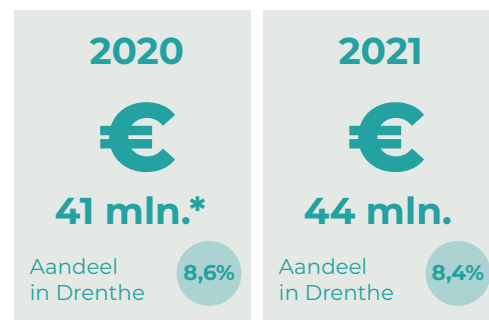 2020
€
41 mln.*
Aandeel
in Drenthe
8,6%
2021
€
44 mln.
Aandeel
in Drenthe
8,4%